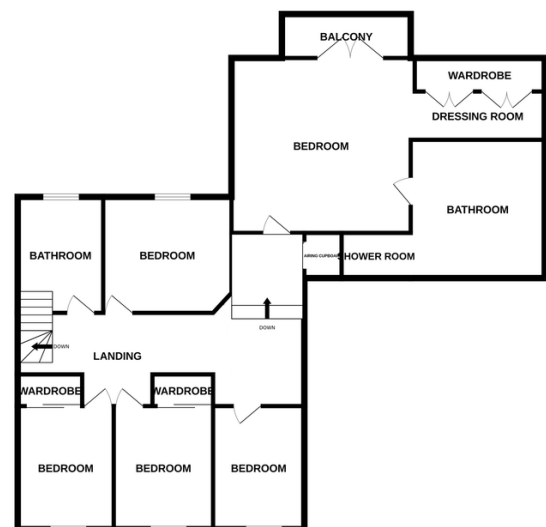 BALCONY
WARDROBE
DRESSING ROOM
BEDROOM
BATHROOM
BATHROOM
BEDROOM
AIRING CUPBOARD
SHOWER ROOM
DOWN
DOWN
LANDING
WARDROBE
WARDROBE
BEDROOM
BEDROOM
BEDROOM